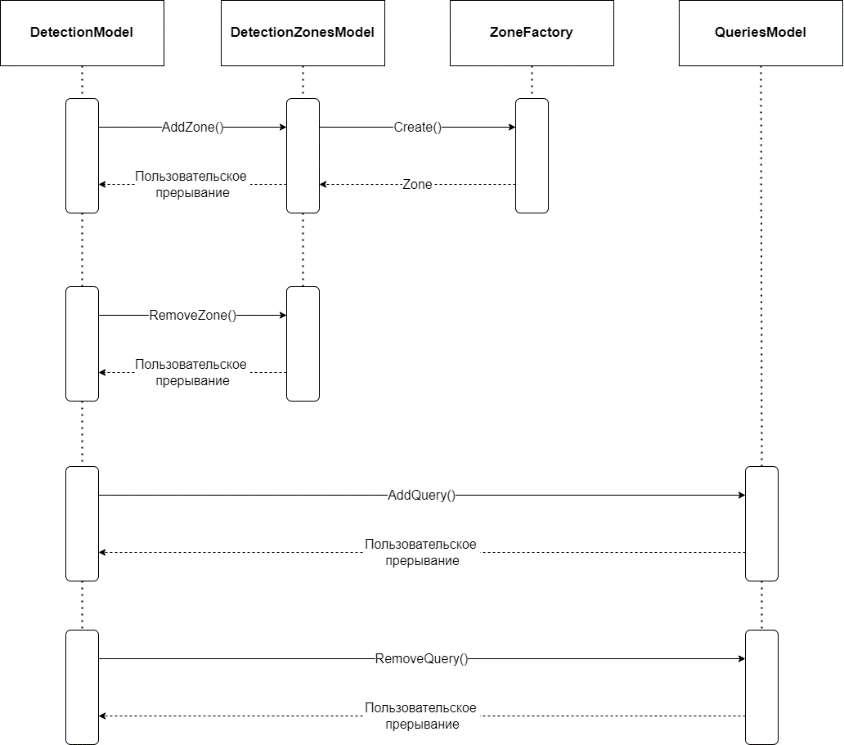 DetectionModel
DetectionZonesModel
ZoneFactory
QueriesModel
AddZone()
Create()
Пользовательское
прерывание
Zone
RemoveZone()
Пользовательское
прерывание
AddQuery()
Пользовательское
прерывание
RemoveQuery()
Пользовательское
прерывание